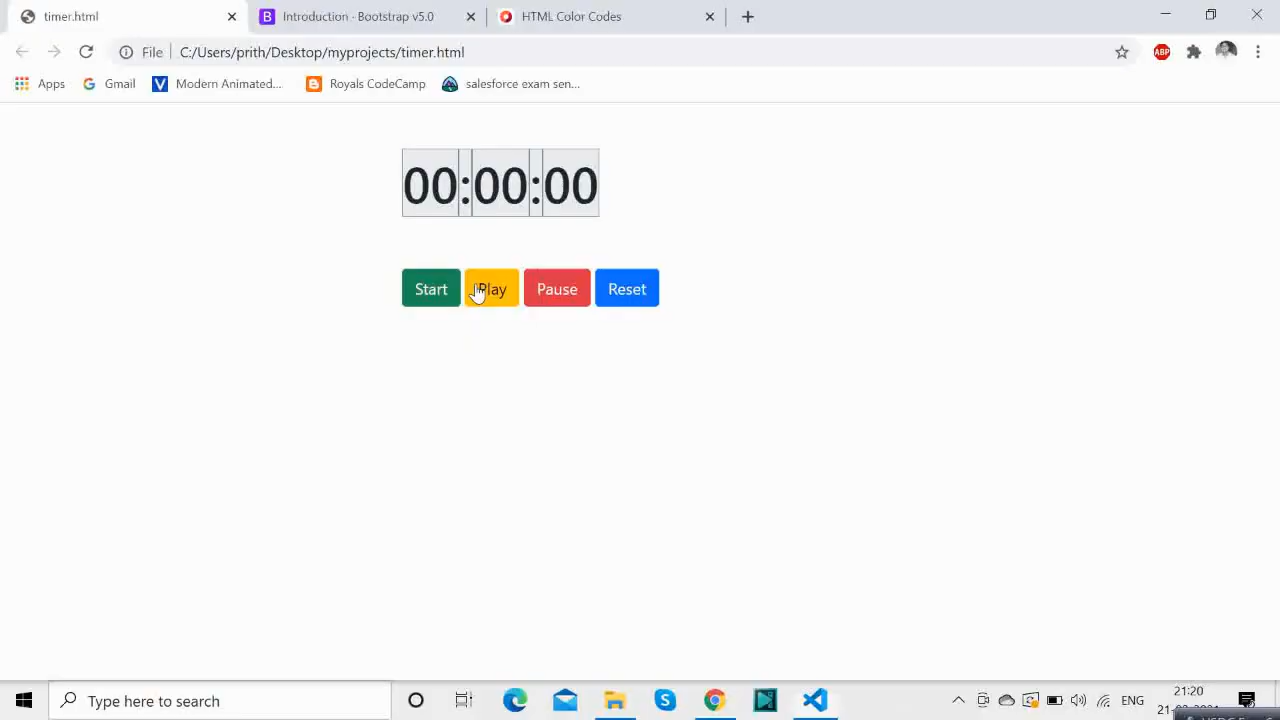 timer.html
Introduction · Bootstrap v5.0
HTML Color Codes
File
C:/Users/prith/Desktop/myprojects/timer.html
ABP
Apps
Gmail
Modern Animated...
Royals CodeCamp
salesforce exam sen...
00:00:00
Start
Play
Pause
Reset
Type here to search
ENG
21:20